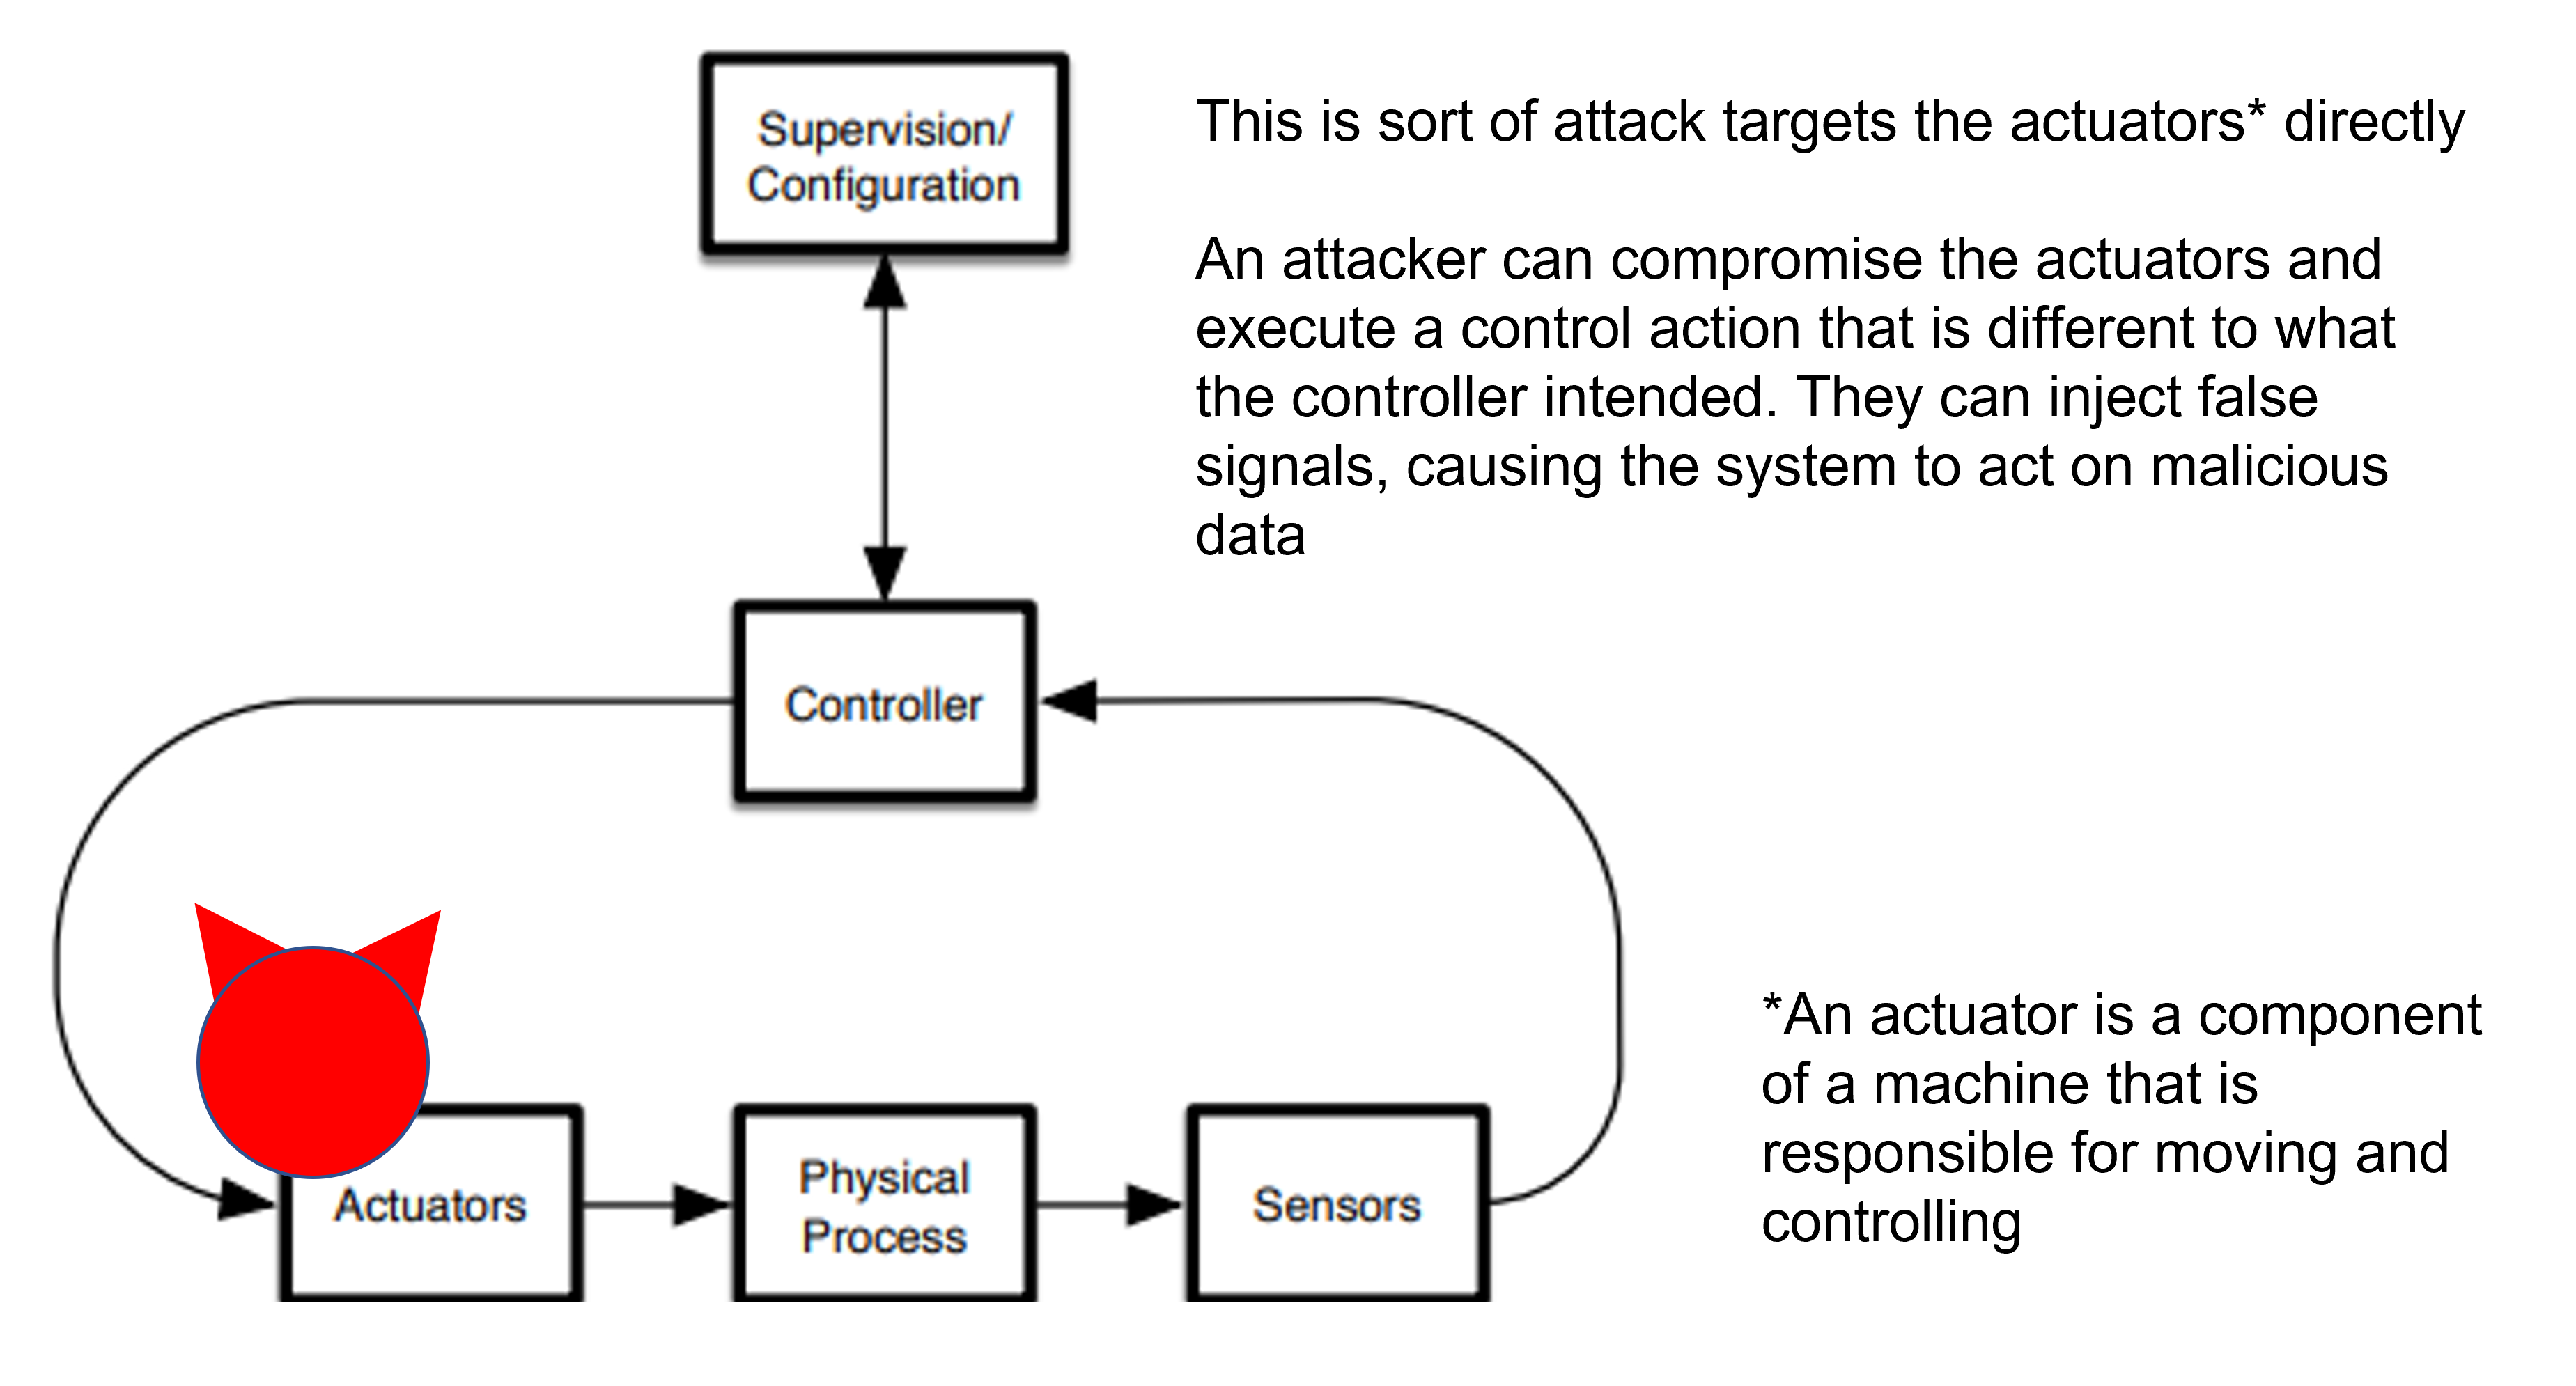 Supervision/
Configuration
This is sort of attack targets the actuators* directly
An attacker can compromise the actuators and
execute a control action that is different to what
the controller intended. They can inject false
signals, causing the system to act on malicious
data
Controller
Actuators
Physical
Process
Sensors
*An actuator is a component
of a machine that is
responsible for moving and
controlling